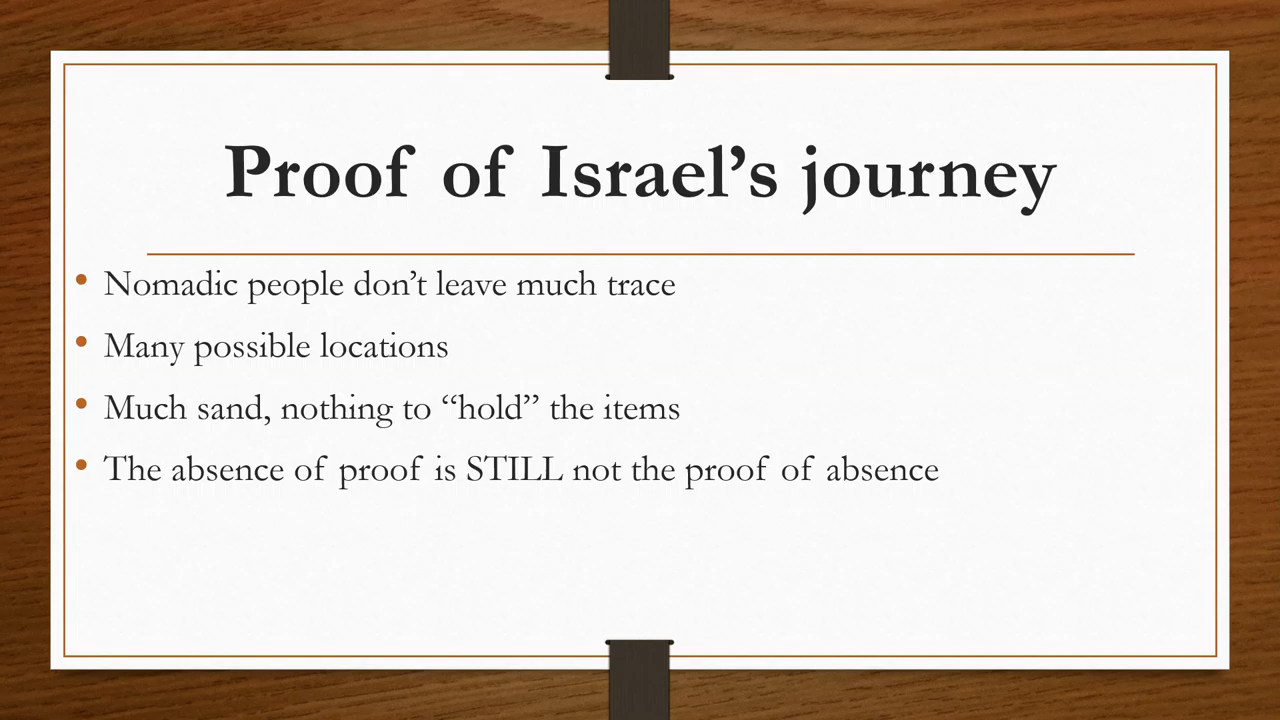 Proof of Israel’s journey
• Nomadic people don’t leave much trace
• Many possible locations
• Much sand, nothing to “hold” the items
• The absence of proof is STILL not the proof of absence